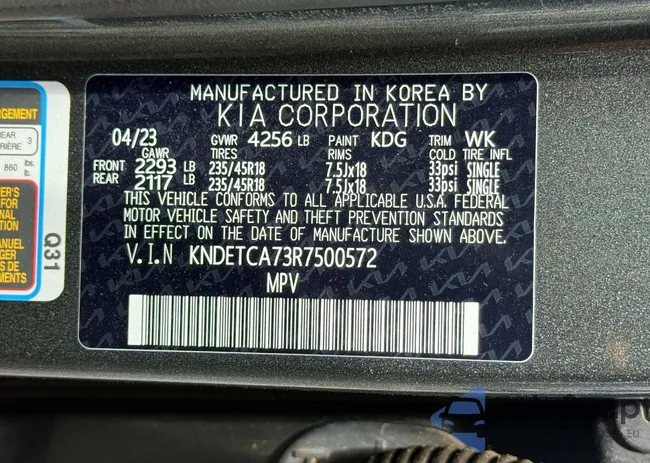 MANUFACTURED IN KOREA BY
KIA CORPORATION
04/23 GVWR 4256 LB PAINT KDG TRIM WK
GAWR TIRES RIMS COLD TIRE INFL
FRONT 2293 LB 235/45R18 7.5Jx18 33psi SINGLE
REAR 2117 LB 235/45R18 7.5Jx18 33psi SINGLE
THIS VEHICLE CONFORMS TO ALL APPLICABLE U.S.A. FEDERAL
MOTOR VEHICLE SAFETY AND THEFT PREVENTION STANDARDS
IN EFFECT ON THE DATE OF MANUFACTURE SHOWN ABOVE.
V.I.N KNDETCA73R7500572
MPV
3
860 lbs.
Q31